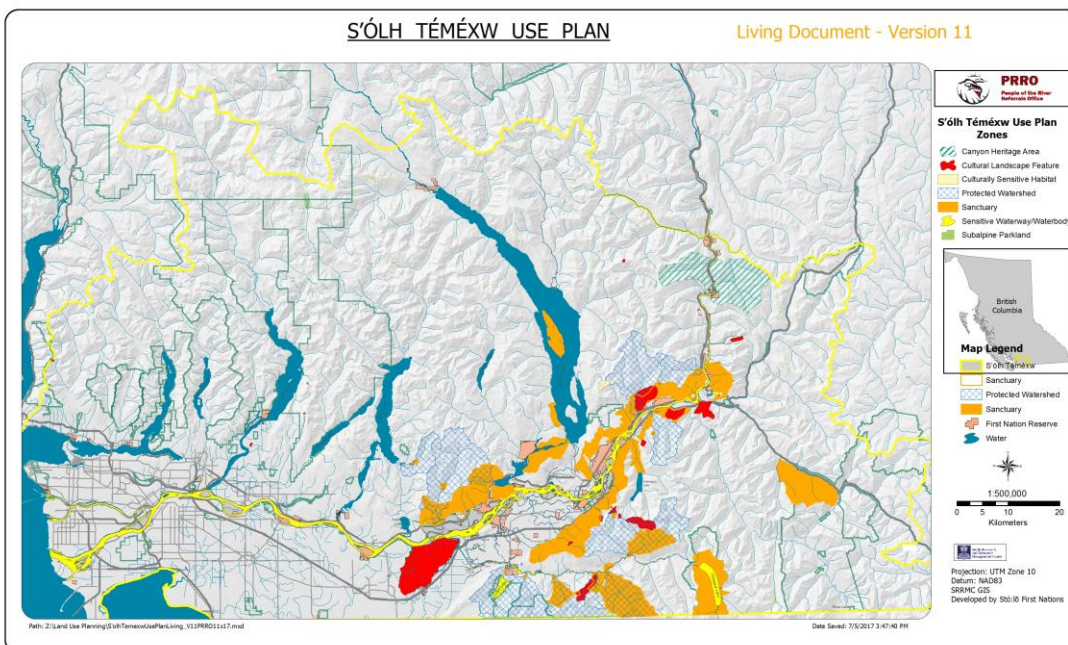 S'ÓLH TÉMÉXW USE PLAN
Living Document - Version 11
PRRO
People of the River
Referrals Office
S'ólh Téméxw Use Plan
Zones
Canyon Heritage Area
Cultural Landscape Feature
Culturally Sensitive Habitat
Protected Watershed
Sanctuary
Sensitive Waterway/Waterbody
Subalpine Parkland
British
Columbia
Map Legend
S'olh Téméxw
Sanctuary
Protected Watershed
Sanctuary
First Nation Reserve
Water
1:500,000
0 5 10 20
Kilometers
Projection: UTM Zone 10
Datum: NAD83
SRRMC GIS
Developed by Stó:lō First Nations
Path: Z:\Land Use Planning\S'olhTemexwUsePlanLiving_V11PRRO11x17.mxd
Date Saved: 7/5/2017 3:47:40 PM